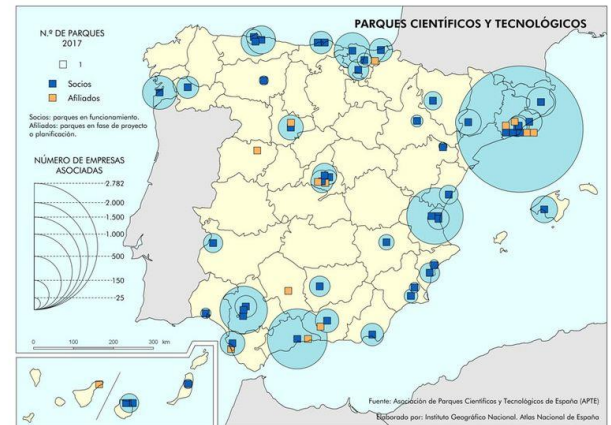 PARQUES CIENTÍFICOS Y TECNOLÓGICOS
N.º DE PARQUES
2017
1
Socios
Afiliados
Socios: parques en funcionamiento.
Afiliados: parques en fase de proyecto
o planificación.
NÚMERO DE EMPRESAS
ASOCIADAS
2.782
2.000
1.500
1.000
500
150
25
0 100 200 300 km
Fuente: Asociación de Parques Científicos y Tecnológicos de España (APTE)
Elaborado por: Instituto Geográfico Nacional. Atlas Nacional de España